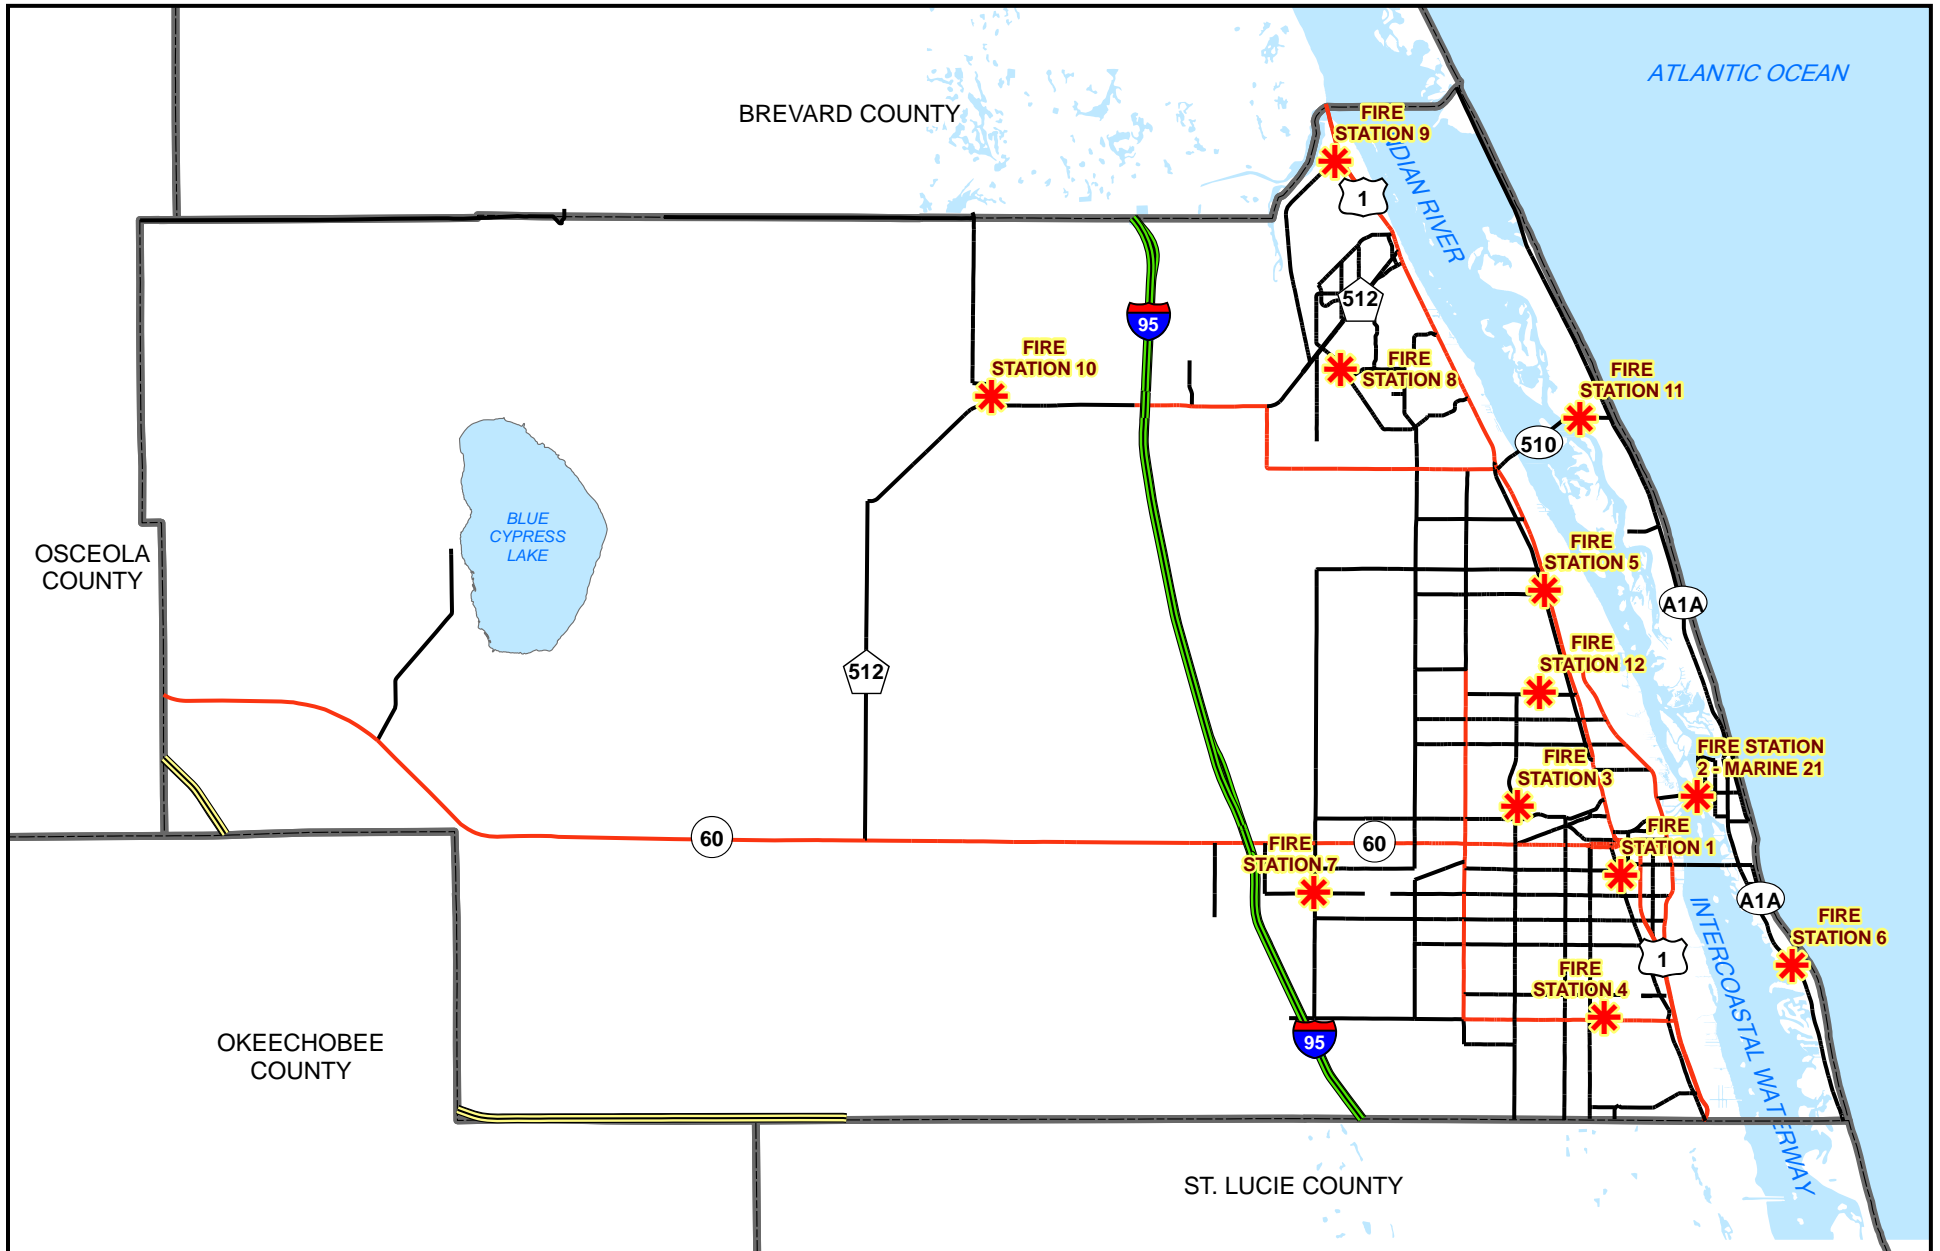 ATLANTIC OCEAN
BREVARD COUNTY
FIRE
STATION 9
INDIAN RIVER
1
512
95
FIRE
STATION 10
FIRE
STATION 8
FIRE
STATION 11
510
BLUE
CYPRESS
LAKE
OSCEOLA
COUNTY
FIRE
STATION 5
A1A
512
FIRE
STATION 12
FIRE STATION
2 - MARINE 21
FIRE
STATION 3
60
60
FIRE
STATION 7
FIRE
STATION 1
A1A
FIRE
STATION 6
INTERCOASTAL WATERWAY
1
FIRE
STATION 4
95
OKEECHOBEE
COUNTY
ST. LUCIE COUNTY